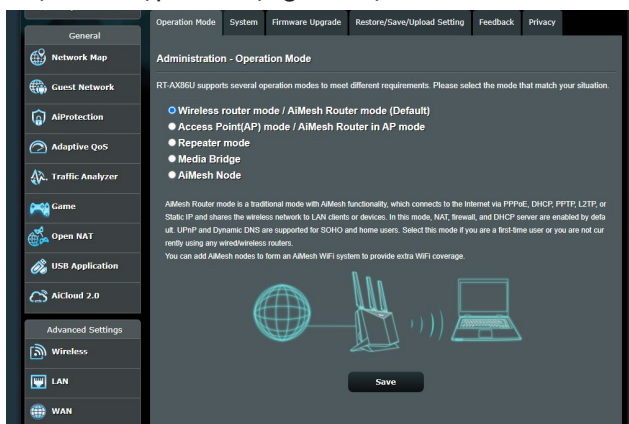 Operation Mode
System
Firmware Upgrade
Restore/Save/Upload Setting
Feedback
Privacy
General
Network Map
Guest Network
AiProtection
Adaptive QoS
Traffic Analyzer
Game
Open NAT
USB Application
AiCloud 2.0
Advanced Settings
Wireless
LAN
WAN
Administration - Operation Mode
RT-AX86U supports several operation modes to meet different requirements. Please select the mode that match your situation.
Wireless router mode / AiMesh Router mode (Default)
Access Point(AP) mode / AiMesh Router in AP mode
Repeater mode
Media Bridge
AiMesh Node
AiMesh Router mode is a traditional mode with AiMesh functionality, which connects to the Internet via PPPoE, DHCP, PPTP, L2TP, or
Static IP and shares the wireless network to LAN clients or devices. In this mode, NAT, firewall, and DHCP server are enabled by defa
ult. UPnP and Dynamic DNS are supported for SOHO and home users. Select this mode if you are a first-time user or you are not cur
rently using any wired/wireless routers.
You can add AiMesh nodes to form an AiMesh WiFi system to provide extra WiFi coverage.
Save